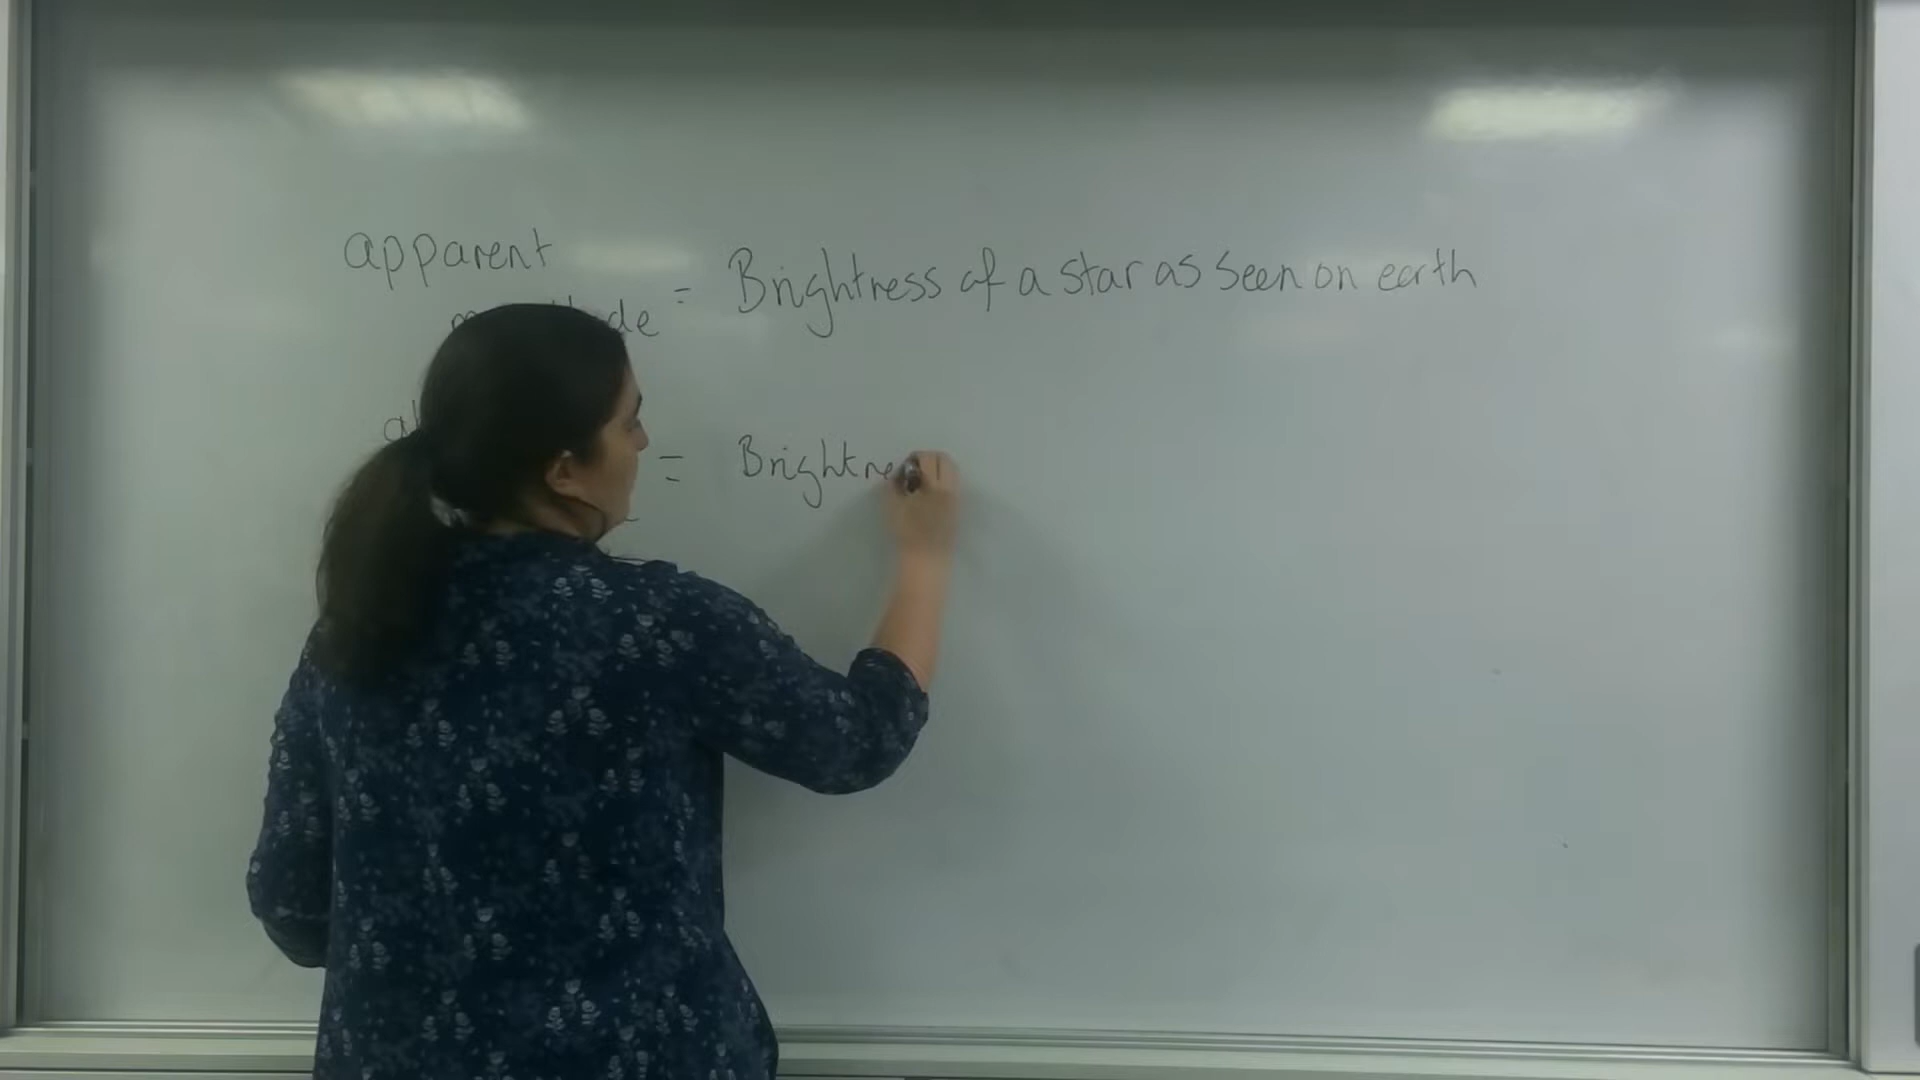 apparent
= Brightness of a star as seen on earth
= Brightne